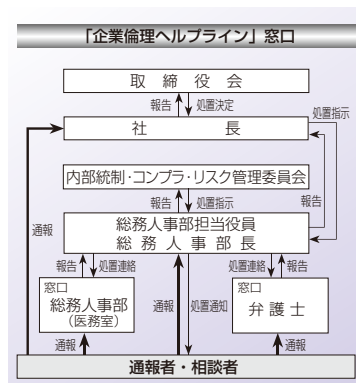 「企業倫理ヘルプライン」窓口
取締役会
報告
処置決定
社長
処置指示
内部統制・コンプラ・リスク管理委員会
報告
処置指示
報告
通報
総務人事部担当役員
総務人事部長
報告
処置連絡
処置連絡
報告
窓口
総務人事部
（医務室）
通報
処置通知
窓口
弁護士
通報
通報
通報者・相談者